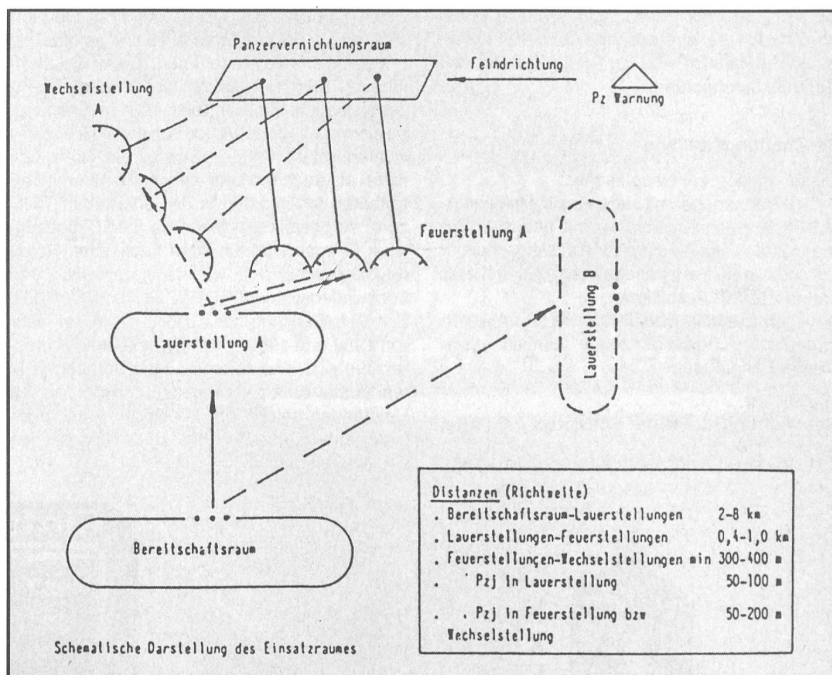 Panzervernichtungsraum
Feindrichtung
Pz Warnung
Wechselstellung
A
Feuerstellung A
Lauerstellung A
Lauerstellung B
Bereitschaftsraum
Distanzen (Richtweite)
. Bereitschaftsraum-Lauerstellungen 2-8 km
. Lauerstellungen-Feuerstellungen 0,4-1,0 km
. Feuerstellungen-Wechselstellungen min 300-400 m
. Pzj in Lauerstellung 50-100 m
. . Pzj in Feuerstellung bzw 50-200 m
Wechselstellung
Schematische Darstellung des Einsatzraumes